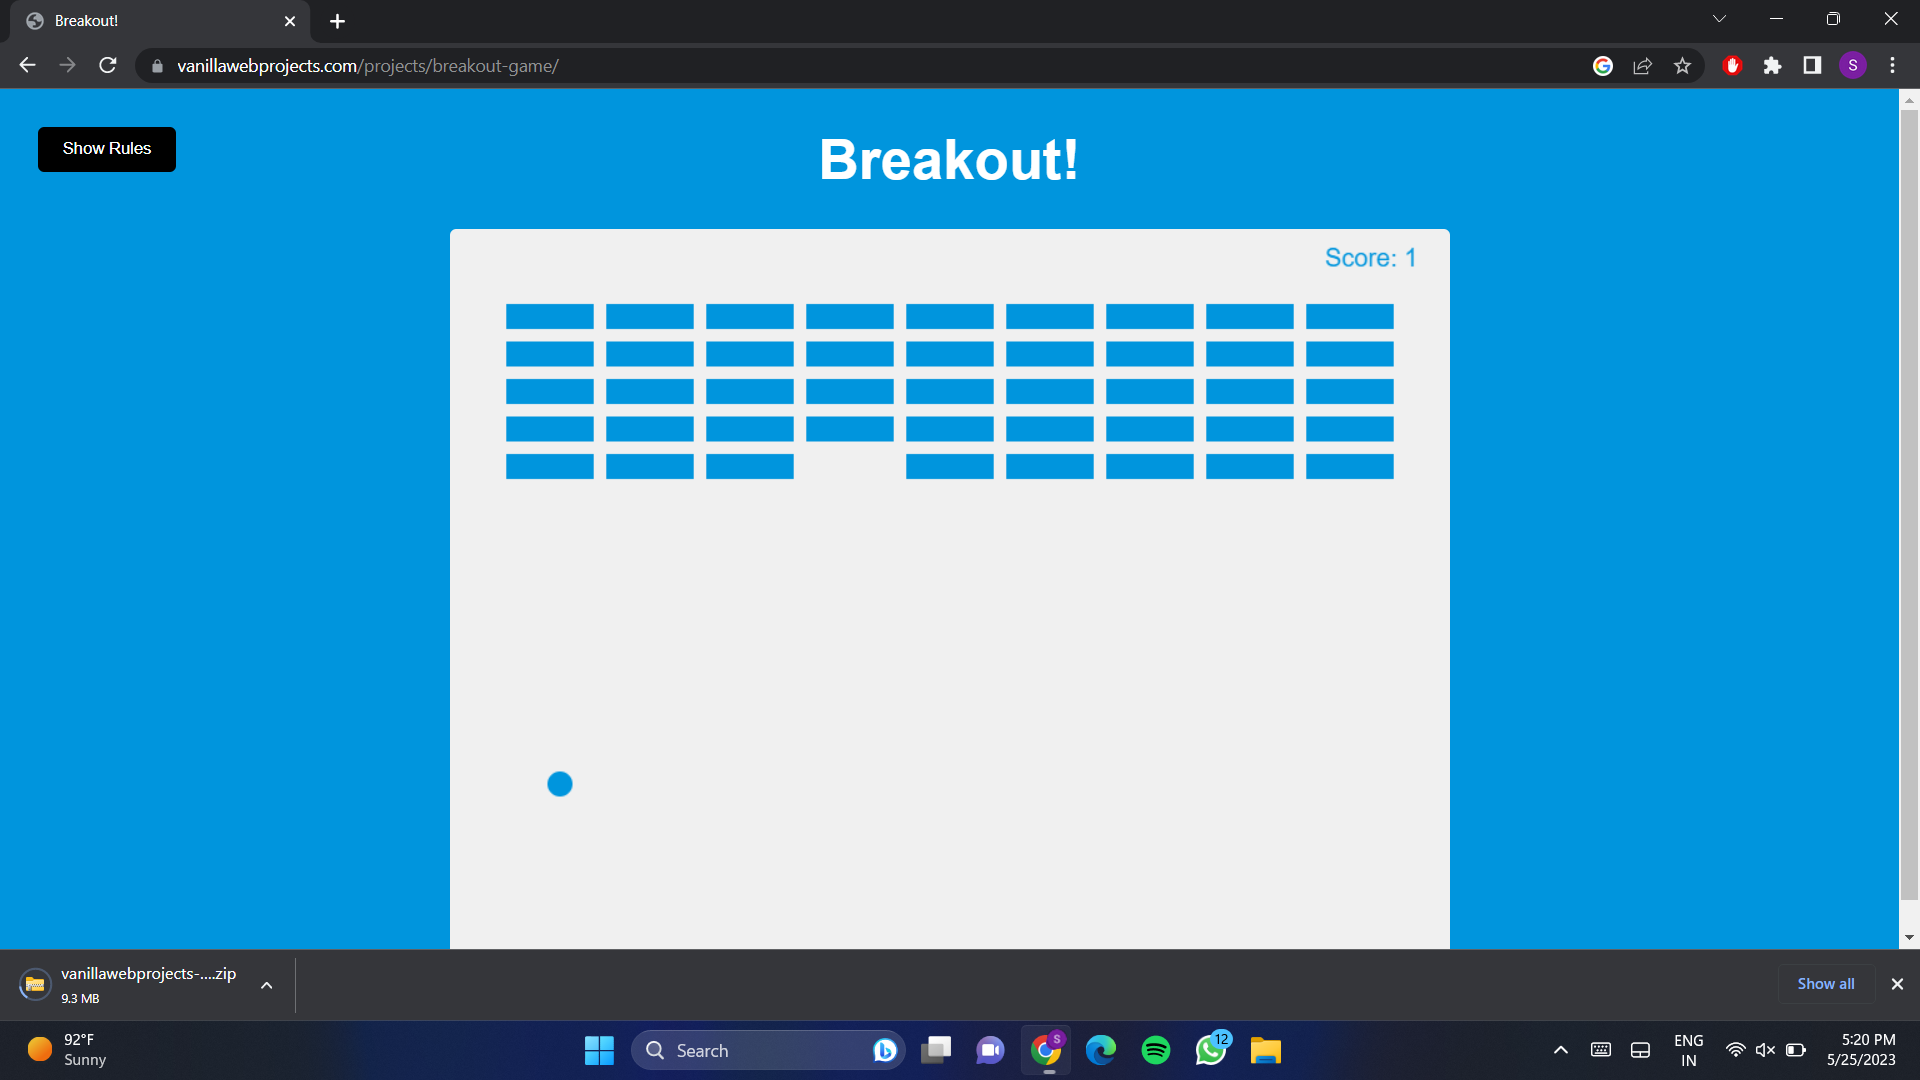 Breakout!
vanillawebprojects.com/projects/breakout-game/
S
Show Rules
Breakout!
Score: 1
vanillawebprojects-....zip
9.3 MB
Show all
92°F
Sunny
Search
S
12
ENG
IN
5:20 PM
5/25/2023